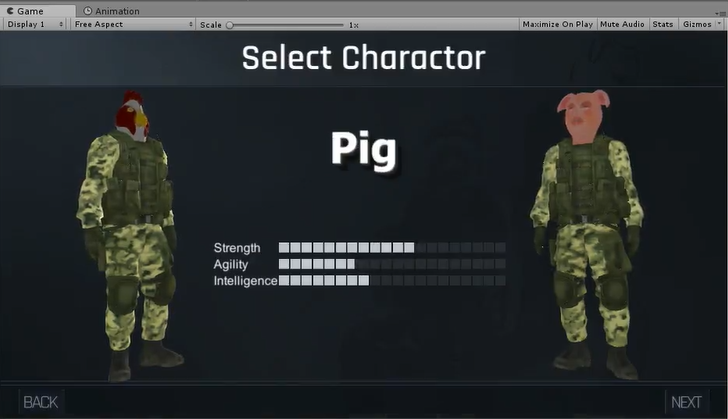 Game Animation
Display 1 Free Aspect Scale 1x Maximize On Play Mute Audio Stats Gizmos
Select Charactor
Pig
Strength
Agility
Intelligence
BACK NEXT